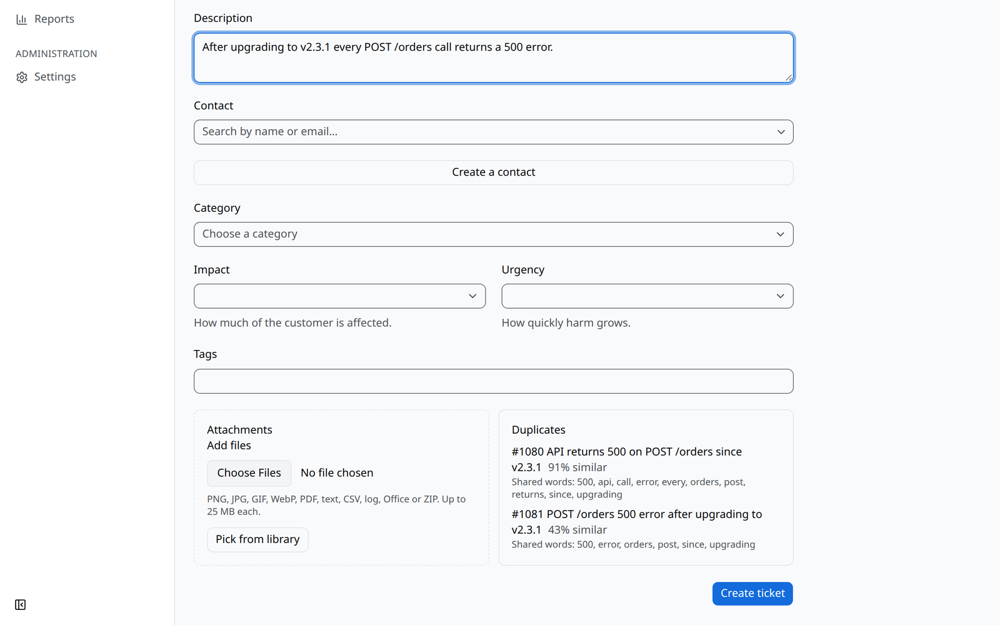 Reports
ADMINISTRATION
Settings
Description
After upgrading to v2.3.1 every POST /orders call returns a 500 error.
Contact
Search by name or email...
Create a contact
Category
Choose a category
Impact
Urgency
How much of the customer is affected.
How quickly harm grows.
Tags
Attachments
Add files
Choose Files No file chosen
PNG, JPG, GIF, WebP, PDF, text, CSV, log, Office or ZIP. Up to
25 MB each.
Pick from library
Duplicates
#1080 API returns 500 on POST /orders since
v2.3.1 91% similar
Shared words: 500, api, call, error, every, orders, post,
returns, since, upgrading
#1081 POST /orders 500 error after upgrading to
v2.3.1 43% similar
Shared words: 500, error, orders, post, since, upgrading
Create ticket